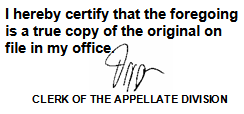 I hereby certify that the foregoing
is a true copy of the original on
file in my office.
CLERK OF THE APPELLATE DIVISION